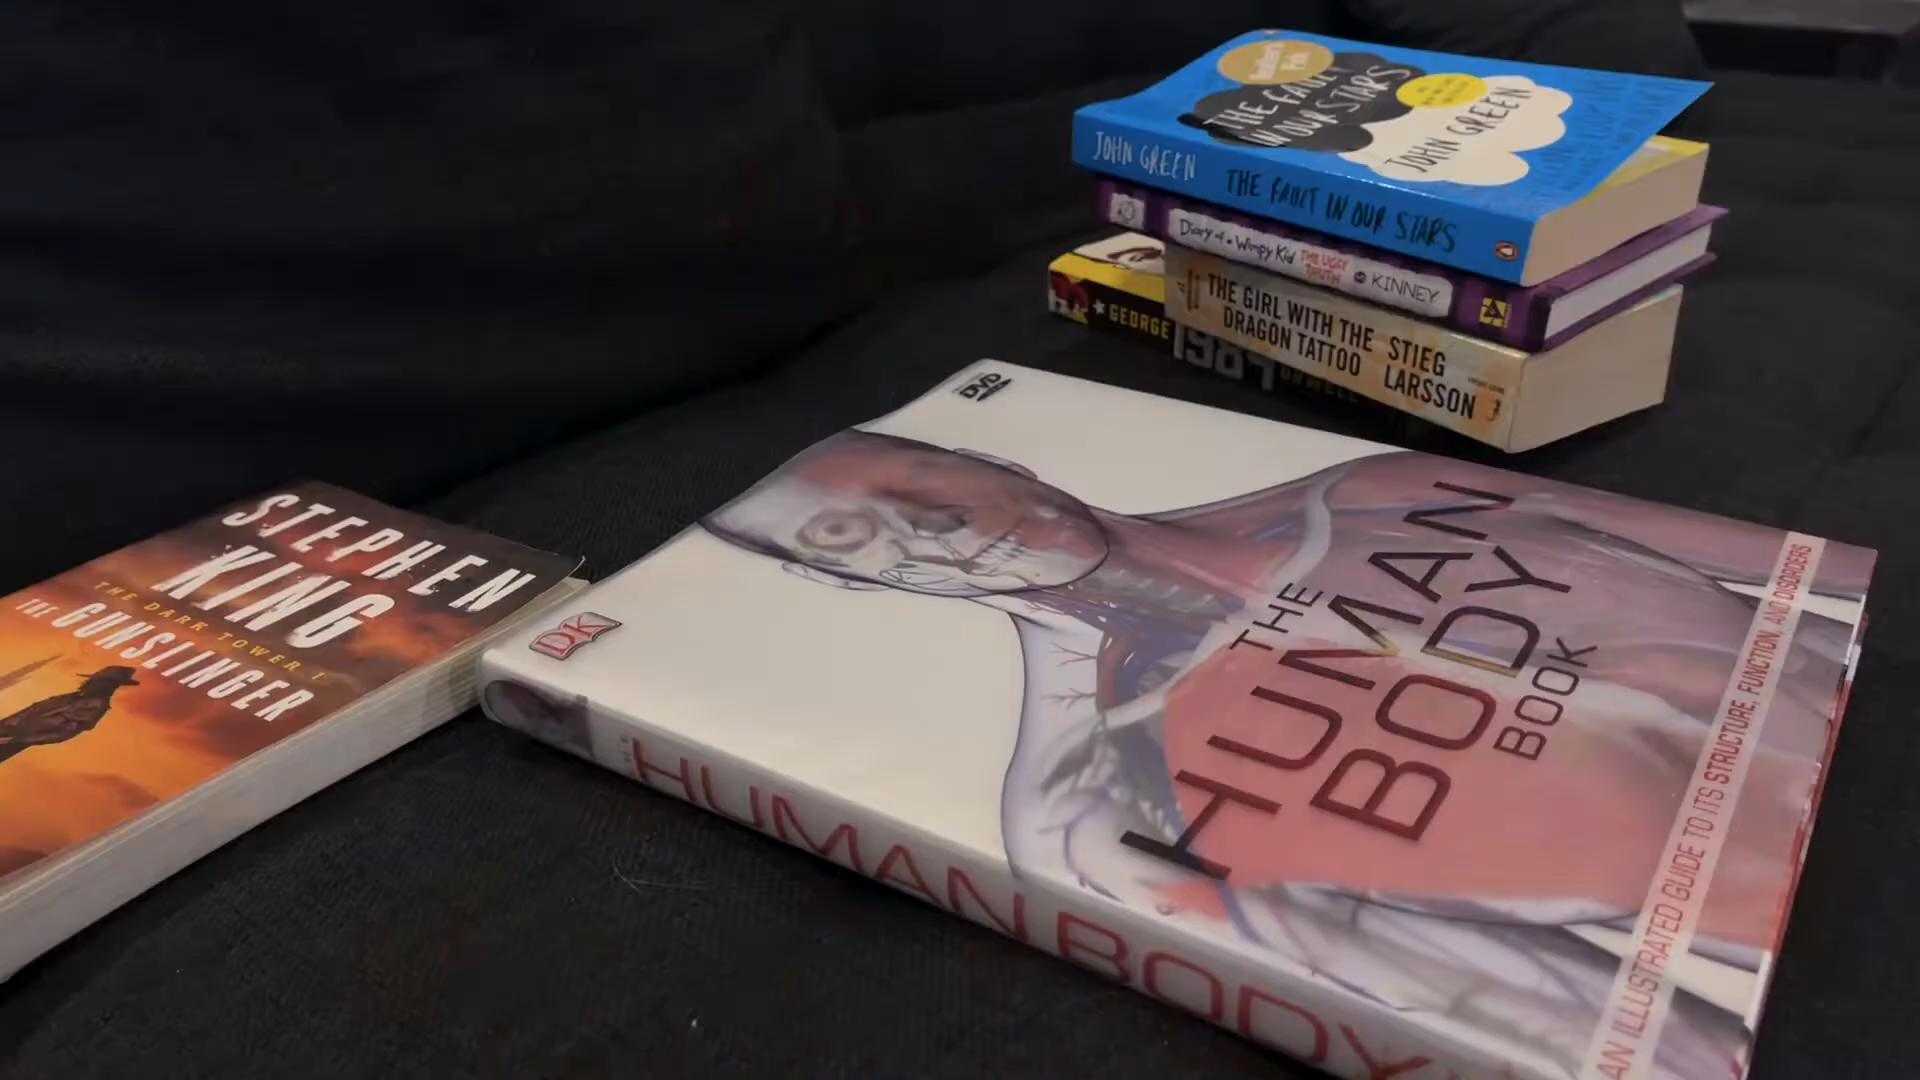 THE FAULT
IN OUR STARS
JOHN GREEN
JOHN GREEN THE FAULT IN OUR STARS
Diary of a Wimpy Kid THE UGLY TRUTH KINNEY
THE GIRL WITH THE
DRAGON TATTOO
STIEG
LARSSON
GEORGE
1984
DVD
STEPHEN
KING
THE DARK TOWER I
THE GUNSLINGER
DK
THE
HUMAN
BODY
BOOK
AN ILLUSTRATED GUIDE TO ITS STRUCTURE, FUNCTION, AND DISORDERS
THE HUMAN BODY